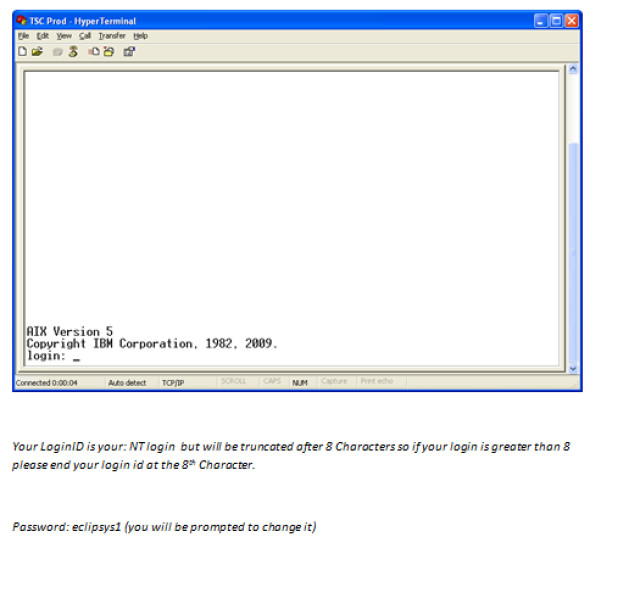 TSC Prod - HyperTerminal
File Edit View Call Transfer Help
AIX Version 5
Copyright IBM Corporation, 1982, 2009.
login: _
Connected 0:00:04 Auto detect TCP/IP SCROLL CAPS NUM Capture Print echo
Your LoginID is your: NT login but will be truncated after 8 Characters so if your login is greater than 8
please end your login id at the 8th Character.
Password: eclipsys1 (you will be prompted to change it)